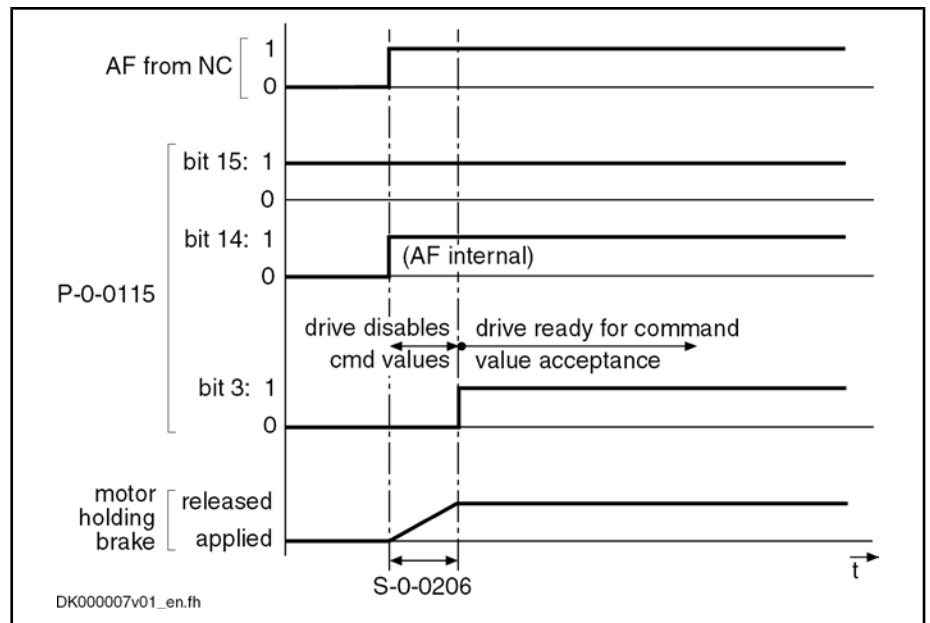 AF from NC
1
0
P-0-0115
bit 15: 1
0
bit 14: 1
(AF internal)
0
drive disables
cmd values
drive ready for command
value acceptance
bit 3: 1
0
motor
holding
brake
released
applied
S-0-0206
t
DK000007v01_en.fh